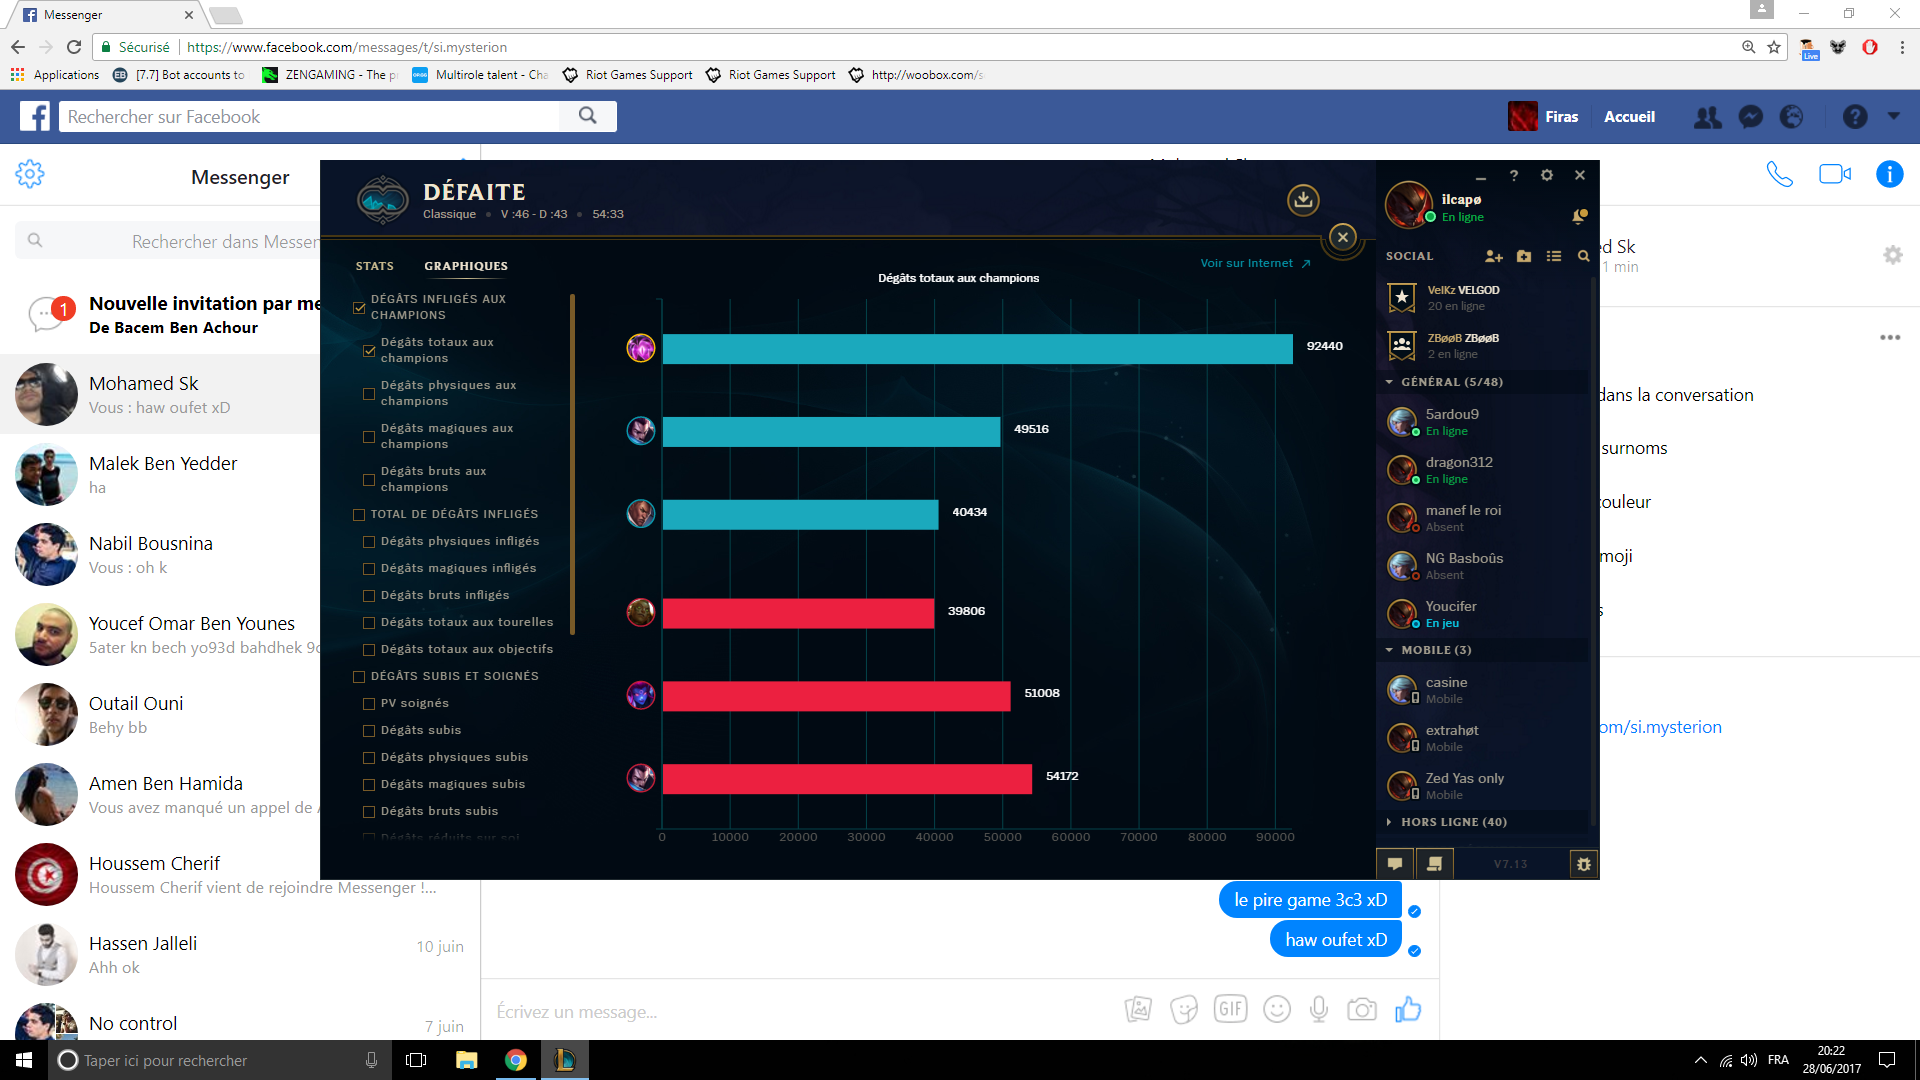 Messenger
Sécurisé
https://www.facebook.com/messages/t/si.mysterion
Live
Applications
EB
[7.7] Bot accounts to
ZENGAMING - The p
Multirole talent - Cha
Riot Games Support
Riot Games Support
http://woobox.com/s
Rechercher sur Facebook
Firas
Accueil
Messenger
Rechercher dans Messen
1
Nouvelle invitation par me
De Bacem Ben Achour
Mohamed Sk
Vous : haw oufet xD
Malek Ben Yedder
ha
Nabil Bousnina
Vous : oh k
Youcef Omar Ben Younes
5ater kn bech yo93d bahdhek 9
Outail Ouni
Behy bb
Amen Ben Hamida
Vous avez manqué un appel de A
Houssem Cherif
Houssem Cherif vient de rejoindre Messenger !...
Hassen Jalleli
10 juin
Ahh ok
No control
7 juin
DÉFAITE
Classique • V :46 - D :43 • 54:33
STATS
GRAPHIQUES
Voir sur Internet
DÉGÂTS INFLIGÉS AUX
CHAMPIONS
Dégâts totaux aux
champions
Dégâts physiques aux
champions
Dégâts magiques aux
champions
Dégâts bruts aux
champions
TOTAL DE DÉGÂTS INFLIGÉS
Dégâts physiques infligés
Dégâts magiques infligés
Dégâts bruts infligés
Dégâts totaux aux tourelles
Dégâts totaux aux objectifs
DÉGÂTS SUBIS ET SOIGNÉS
PV soignés
Dégâts subis
Dégâts physiques subis
Dégâts magiques subis
Dégâts bruts subis
Dégâts réduits sur soi
Dégâts totaux aux champions
92440
49516
40434
39806
51008
54172
0 10000 20000 30000 40000 50000 60000 70000 80000 90000
ilcapø
En ligne
SOCIAL
VelKz VELGOD
20 en ligne
ZBøøB ZBøøB
2 en ligne
GÉNÉRAL (5/48)
5ardou9
En ligne
dragon312
En ligne
manef le roi
Absent
NG Basboûs
Absent
Youcifer
En jeu
MOBILE (3)
casine
Mobile
extrahøt
Mobile
Zed Yas only
Mobile
HORS LIGNE (40)
V7.13
ed Sk
1 min
dans la conversation
surnoms
couleur
moji
s
om/si.mysterion
le pire game 3c3 xD
haw oufet xD
Écrivez un message...
GIF
Taper ici pour rechercher
FRA
20:22
28/06/2017